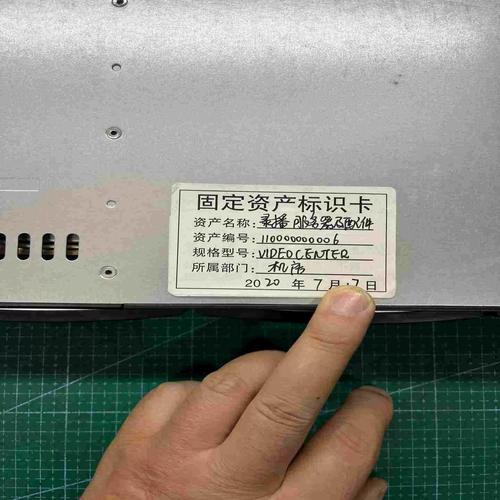 固定资产标识卡
资产名称：录播服务器及配件
资产编号：11000000006
规格型号：VIDEOCENTER
所属部门：机房
2020 年 7 月 17 日